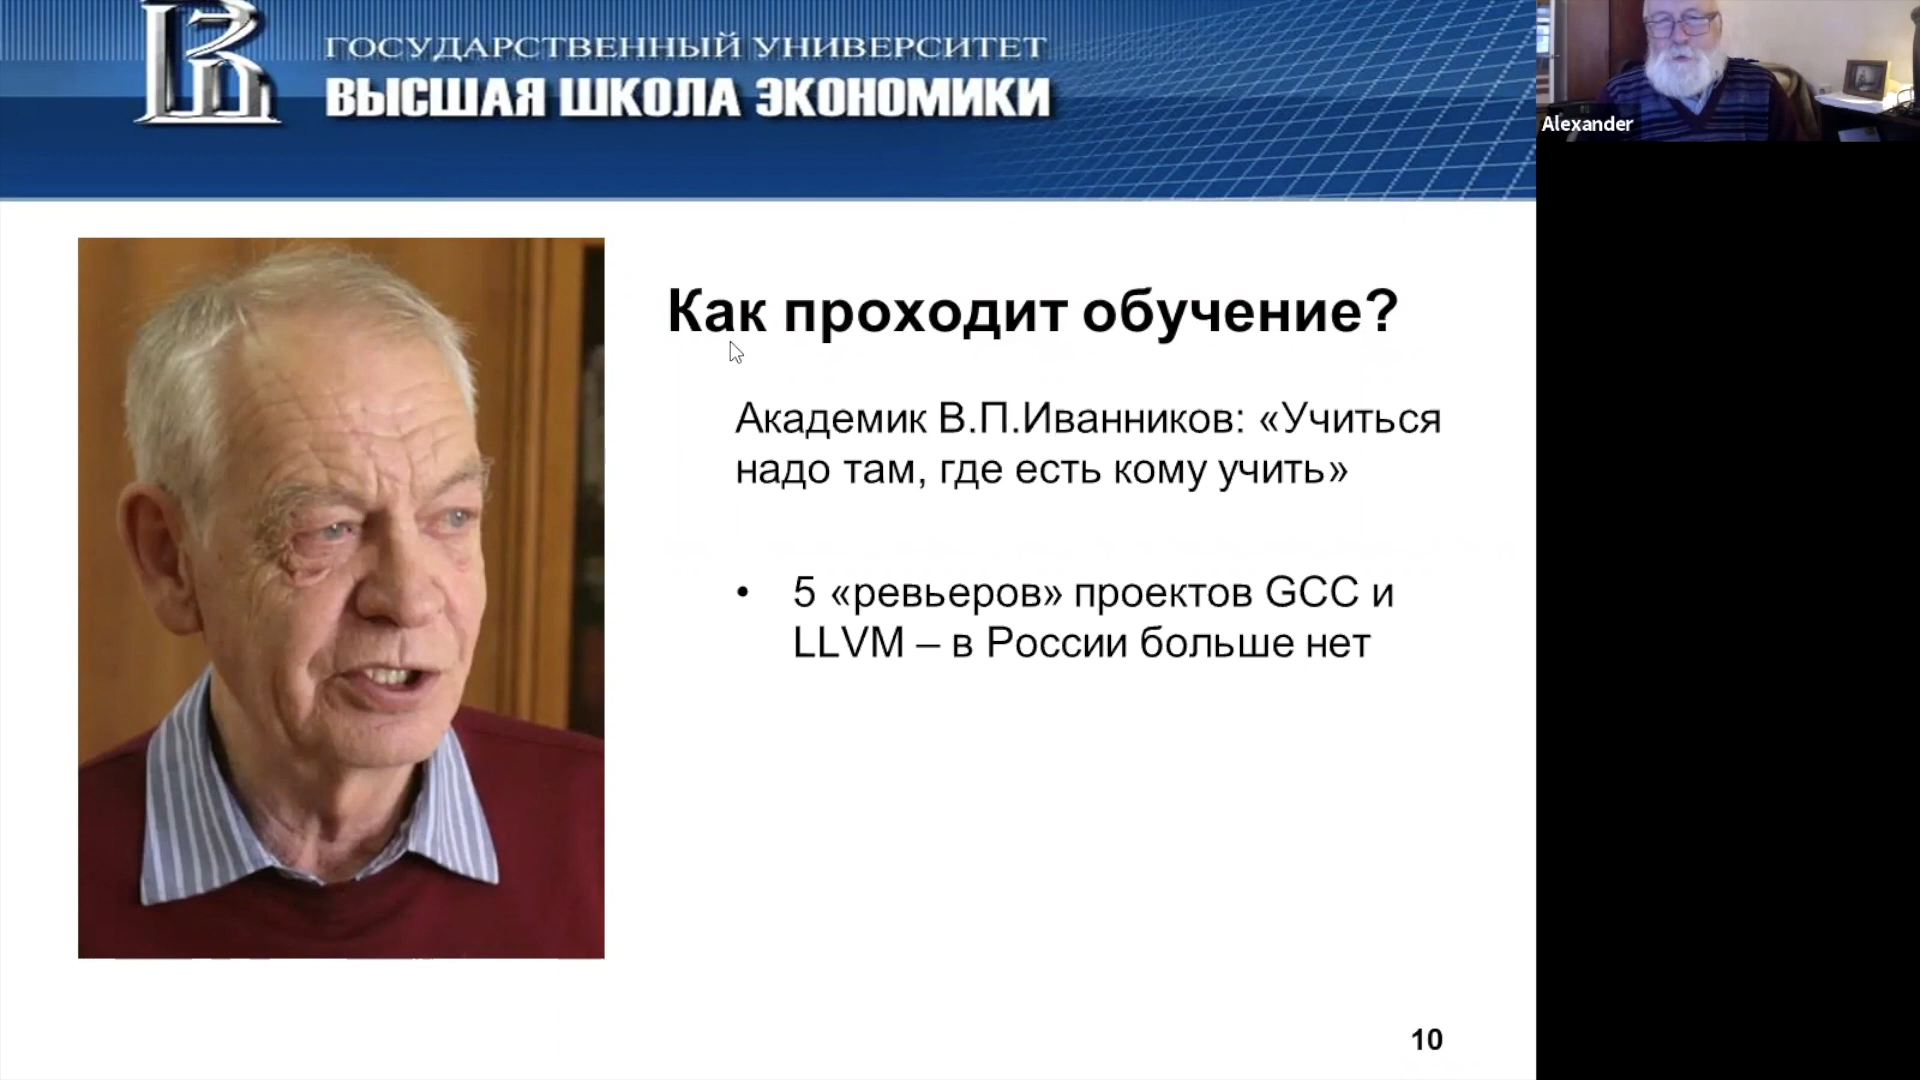 ГОСУДАРСТВЕННЫЙ УНИВЕРСИТЕТ
ВЫСШАЯ ШКОЛА ЭКОНОМИКИ
Alexander
Как проходит обучение?
Академик В.П.Иванников: «Учиться
надо там, где есть кому учить»
• 5 «ревьеров» проектов GCC и
LLVM – в России больше нет
10